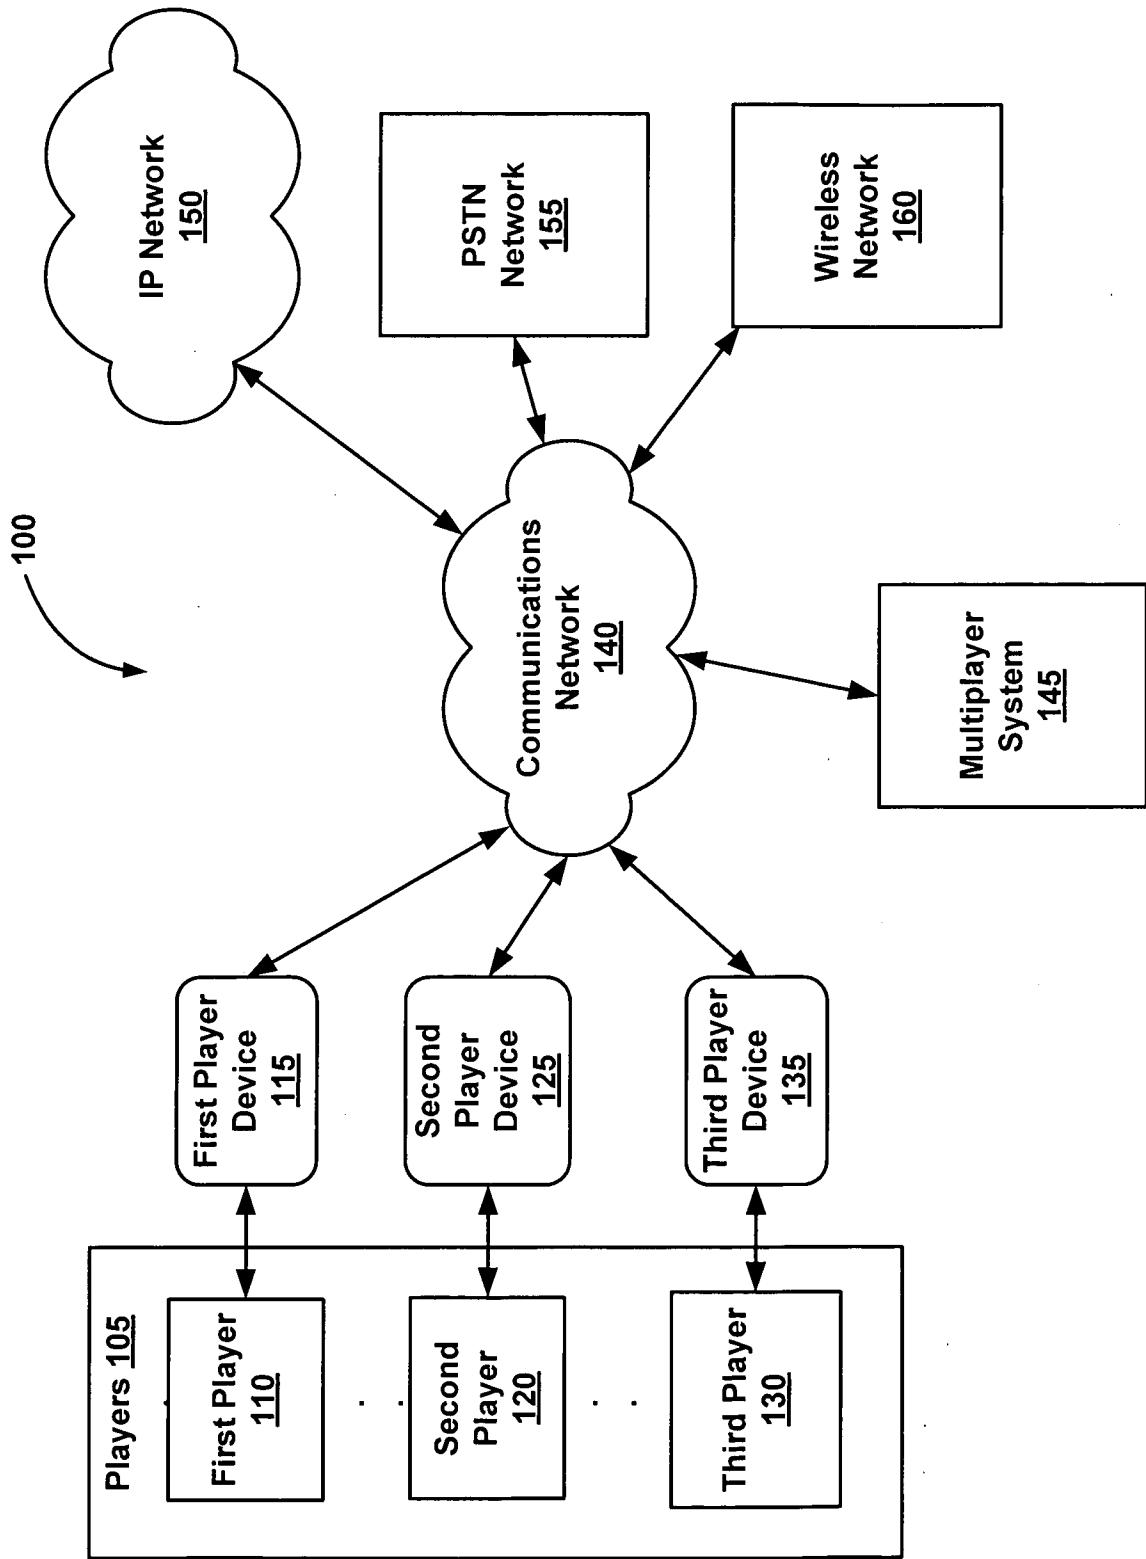 100
Players 105
First Player
110
Second
Player
120
Third Player
130
First Player
Device
115
Second
Player
Device
125
Third Player
Device
135
Communications
Network
140
Multiplayer
System
145
IP Network
150
PSTN
Network
155
Wireless
Network
160